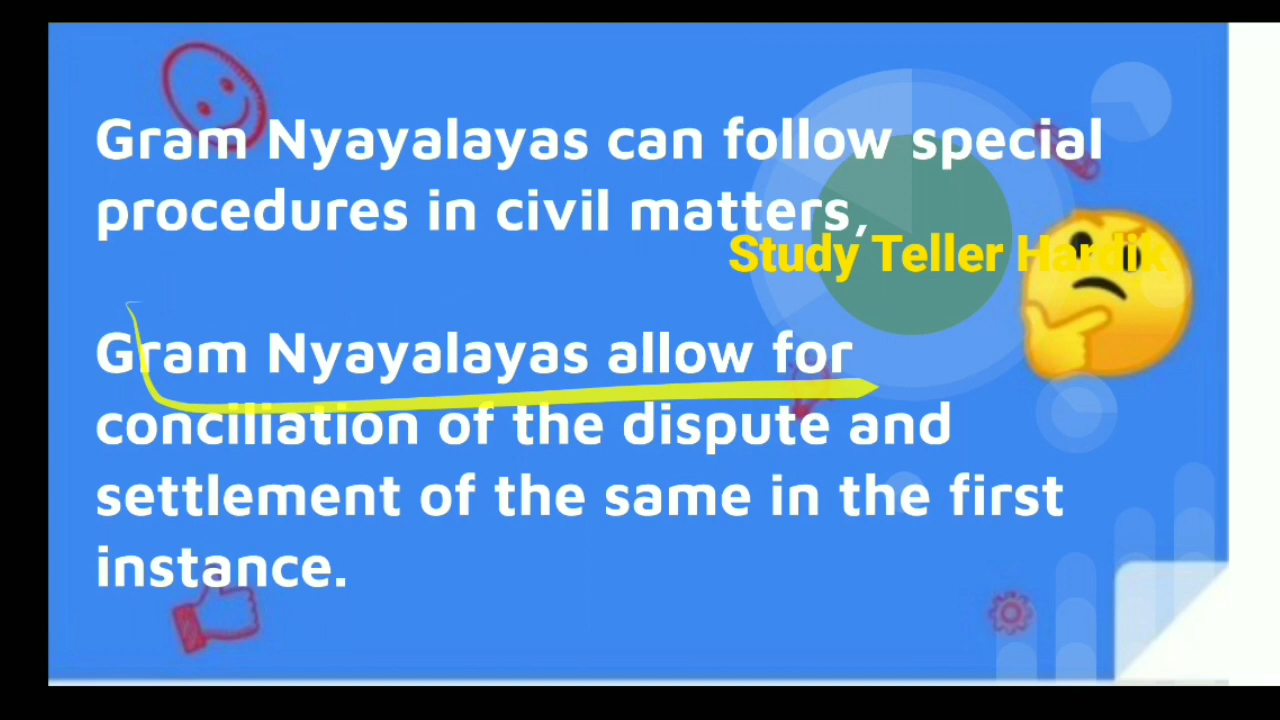 Gram Nyayalayas can follow special
procedures in civil matters,
Study Teller Hardik
Gram Nyayalayas allow for
conciliation of the dispute and
settlement of the same in the first
instance.